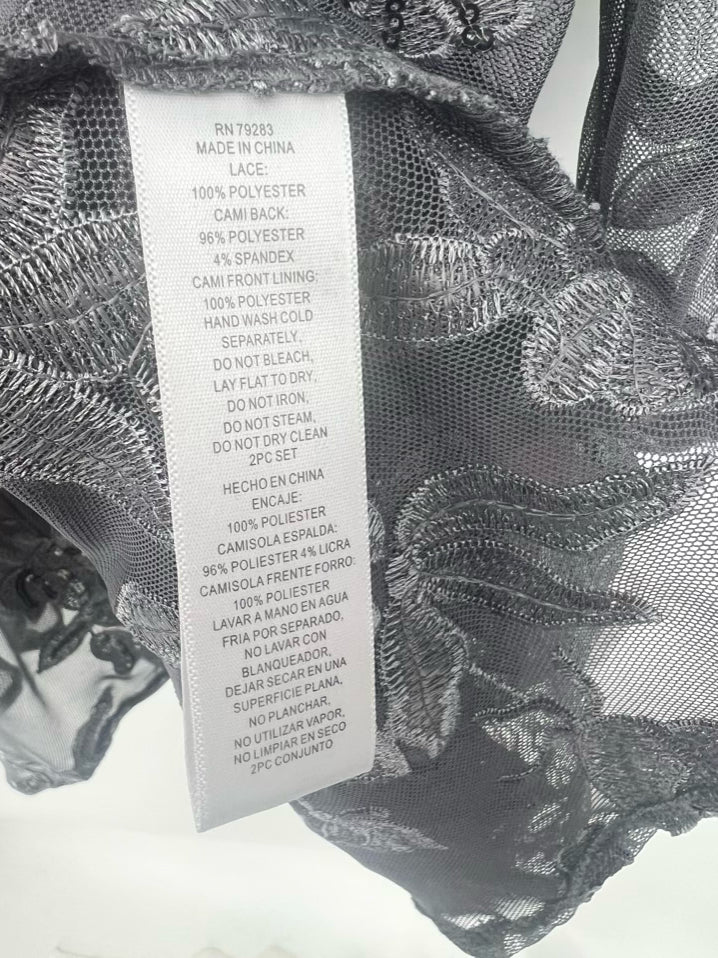 RN 79283
MADE IN CHINA
LACE:
100% POLYESTER
CAMI BACK:
96% POLYESTER
4% SPANDEX
CAMI FRONT LINING:
100% POLYESTER
HAND WASH COLD
SEPARATELY,
DO NOT BLEACH,
LAY FLAT TO DRY,
DO NOT IRON,
DO NOT STEAM,
DO NOT DRY CLEAN
2PC SET
HECHO EN CHINA
ENCAJE:
100% POLIESTER
CAMISOLA ESPALDA:
96% POLIESTER 4% LICRA
CAMISOLA FRENTE FORRO:
100% POLIESTER
LAVAR A MANO EN AGUA
FRIA POR SEPARADO,
NO LAVAR CON
BLANQUEADOR,
DEJAR SECAR EN UNA
SUPERFICIE PLANA,
NO PLANCHAR,
NO UTILIZAR VAPOR,
NO LIMPIAR EN SECO
2PC CONJUNTO